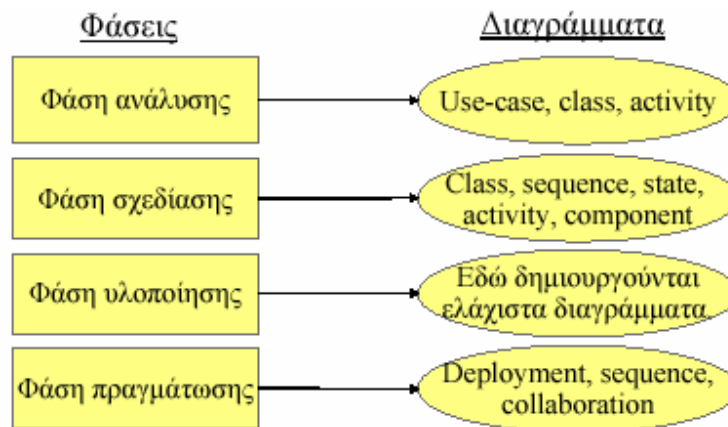 Φάσεις
Διαγράμματα
Φάση ανάλυσης
Use-case, class, activity
Φάση σχεδίασης
Class, sequence, state,
activity, component
Φάση υλοποίησης
Εδώ δημιουργούνται
ελάχιστα διαγράμματα
Φάση πραγμάτωσης
Deployment, sequence,
collaboration